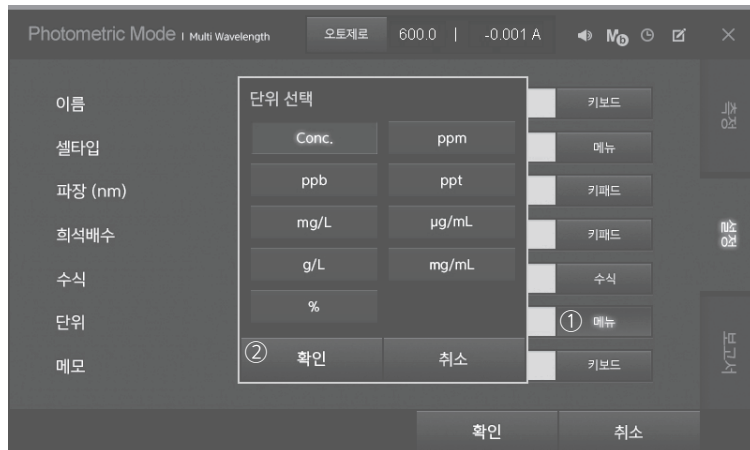 Photometric Mode | Multi Wavelength 오토제로 600.0 | -0.001 A Mb
이름 키보드
셀타입 메뉴
파장 (nm) 키패드
희석배수 키패드
수식 수식
단위 ① 메뉴
메모 키보드
단위 선택
Conc. ppm
ppb ppt
mg/L µg/mL
g/L mg/mL
%
② 확인 취소
확인 취소
측정
설정
보고서